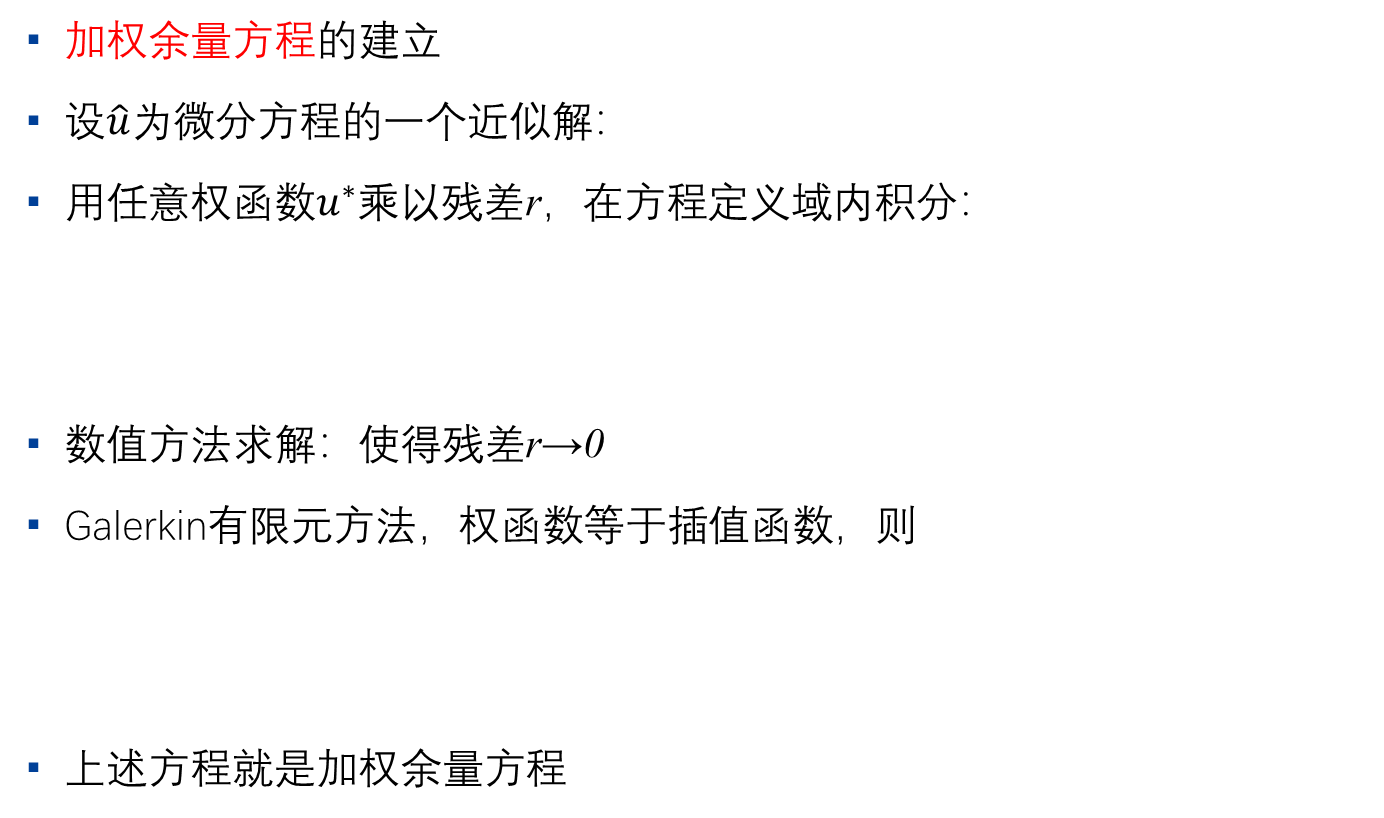 ▪ 加权余量方程的建立
▪ 设û为微分方程的一个近似解：
▪ 用任意权函数u*乘以残差r，在方程定义域内积分：
▪ 数值方法求解：使得残差r→0
▪ Galerkin有限元方法，权函数等于插值函数，则
▪ 上述方程就是加权余量方程